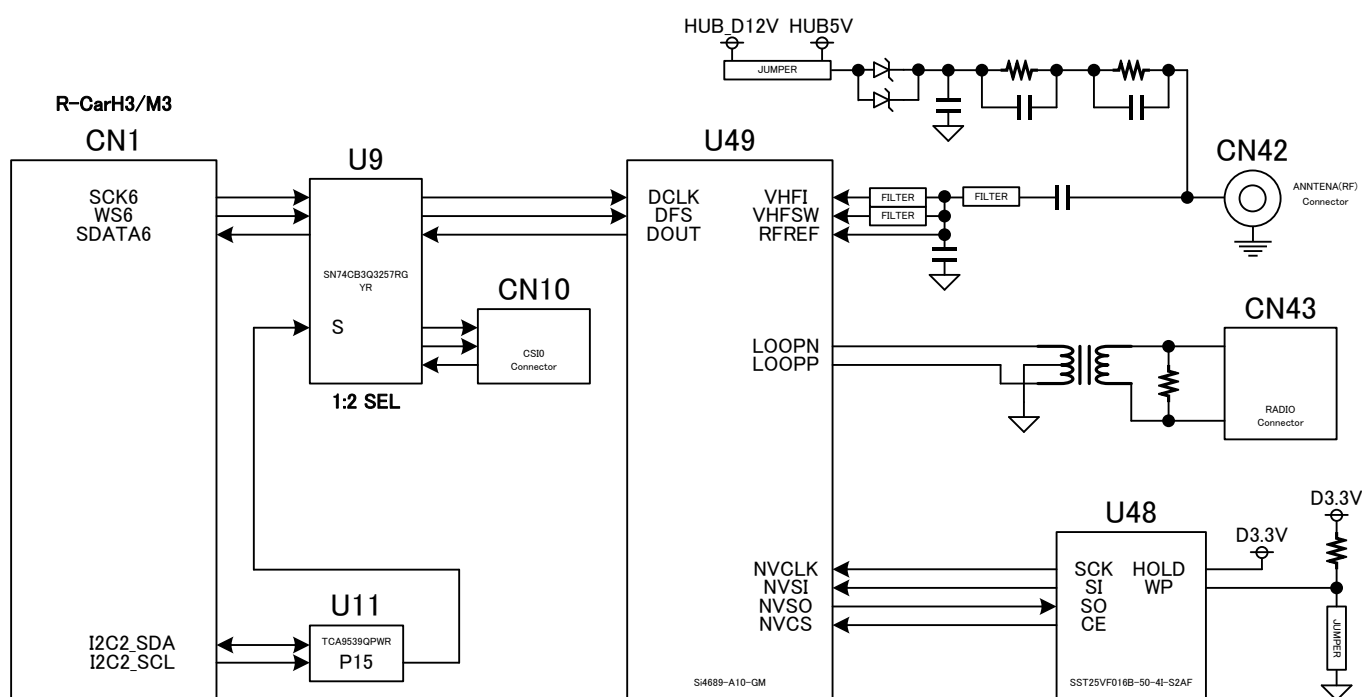 HUB_D12V HUB5V
JUMPER
R-CarH3/M3
CN1
U9
U49
CN42
ANNTENA(RF)
Connector
SCK6
WS6
SDATA6
DCLK
DFS
DOUT
VHFI
VHFSW
RFREF
FILTER
FILTER
FILTER
SN74CB3Q3257RG
YR
S
1:2 SEL
CN10
CSI0
Connector
CN43
LOOPN
LOOPP
RADIO
Connector
U48
D3.3V
D3.3V
NVCLK
NVSI
NVSO
NVCS
SCK HOLD
SI WP
SO
CE
JUMPER
U11
I2C2_SDA
I2C2_SCL
TCA9539QPWR
P15
Si4689-A10-GM
SST25VF016B-50-4I-S2AF